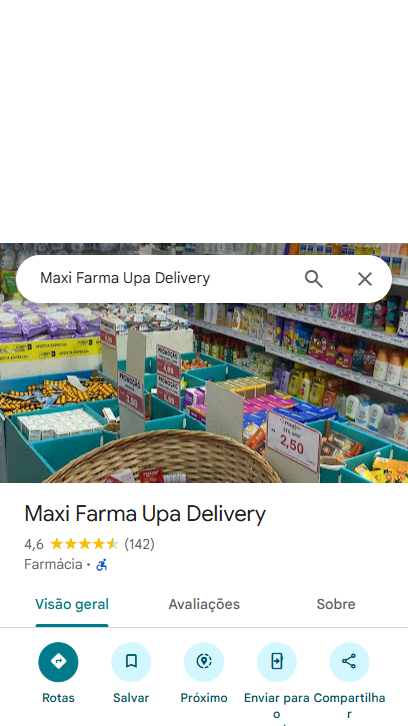 Maxi Farma Upa Delivery
PROMOÇÃO
4,99
PROMOÇÃO
3,99
2,50
Maxi Farma Upa Delivery
4,6 (142)
Farmácia •
Visão geral Avaliações Sobre
Rotas Salvar Próximo Enviar para o Compartilhar